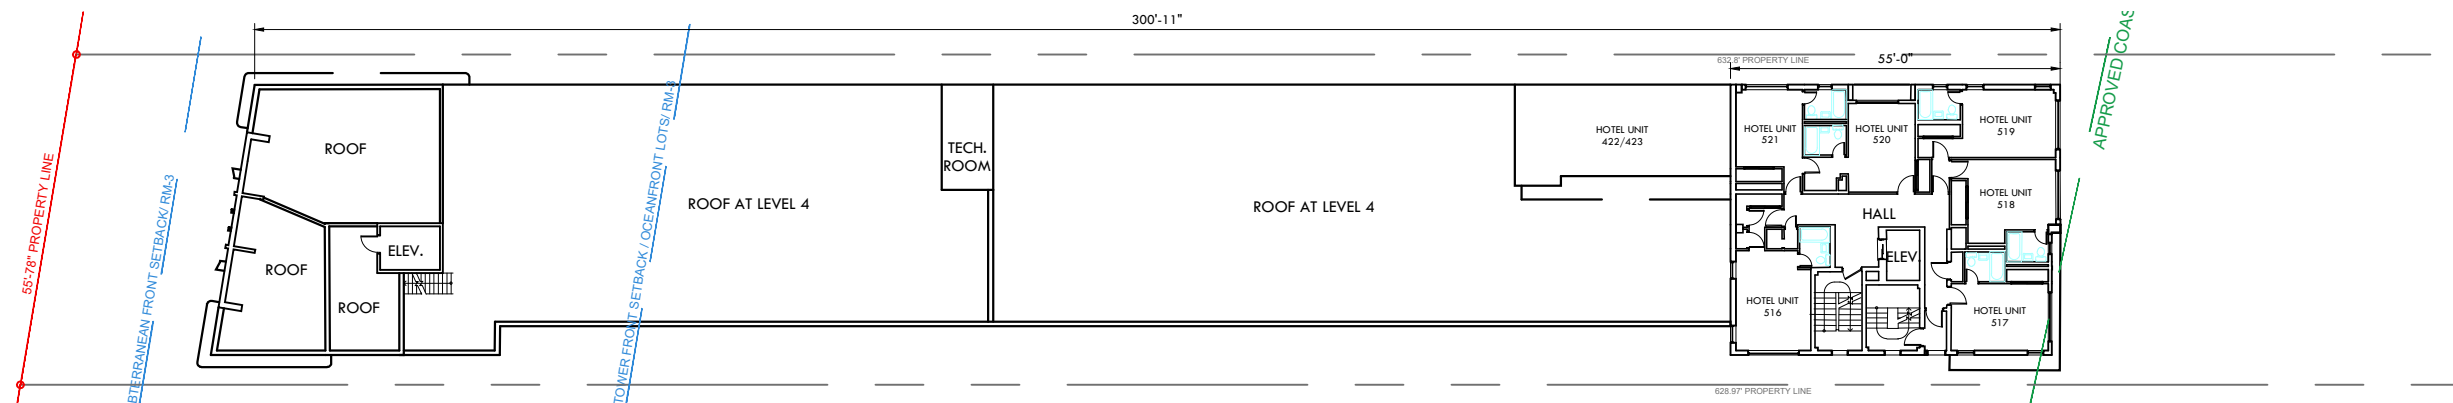 300'-11"
632.8' PROPERTY LINE
55'-0"
APPROVED COAS
55'-78" PROPERTY LINE
BTERRANEAN FRONT SETBACK/ RM-3
TOWER FRONT SETBACK / OCEANFRONT LOTS/ RM-3
ROOF
ROOF
ROOF
ELEV.
ROOF AT LEVEL 4
TECH.
ROOM
ROOF AT LEVEL 4
HOTEL UNIT
422/423
HOTEL UNIT
521
HOTEL UNIT
520
HOTEL UNIT
519
HOTEL UNIT
518
HALL
ELEV.
HOTEL UNIT
516
HOTEL UNIT
517
628.97' PROPERTY LINE